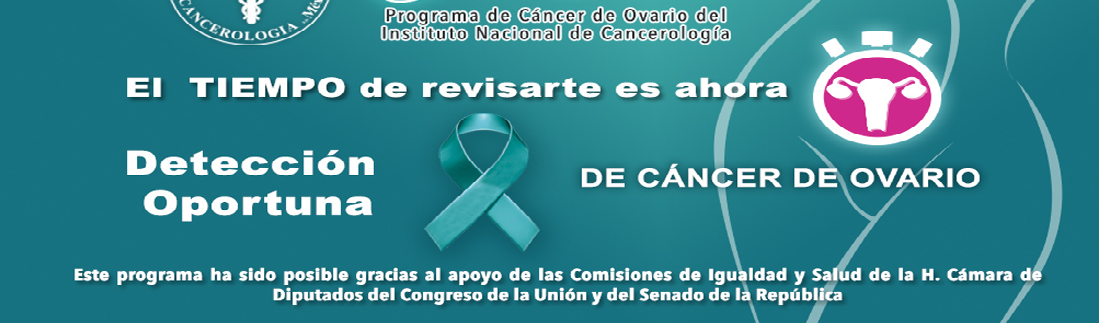 CANCEROLOGÍA
Programa de Cáncer de Ovario del
Instituto Nacional de Cancerología
El TIEMPO de revisarte es ahora
Detección
Oportuna
DE CÁNCER DE OVARIO
Este programa ha sido posible gracias al apoyo de las Comisiones de Igualdad y Salud de la H. Cámara de
Diputados del Congreso de la Unión y del Senado de la República